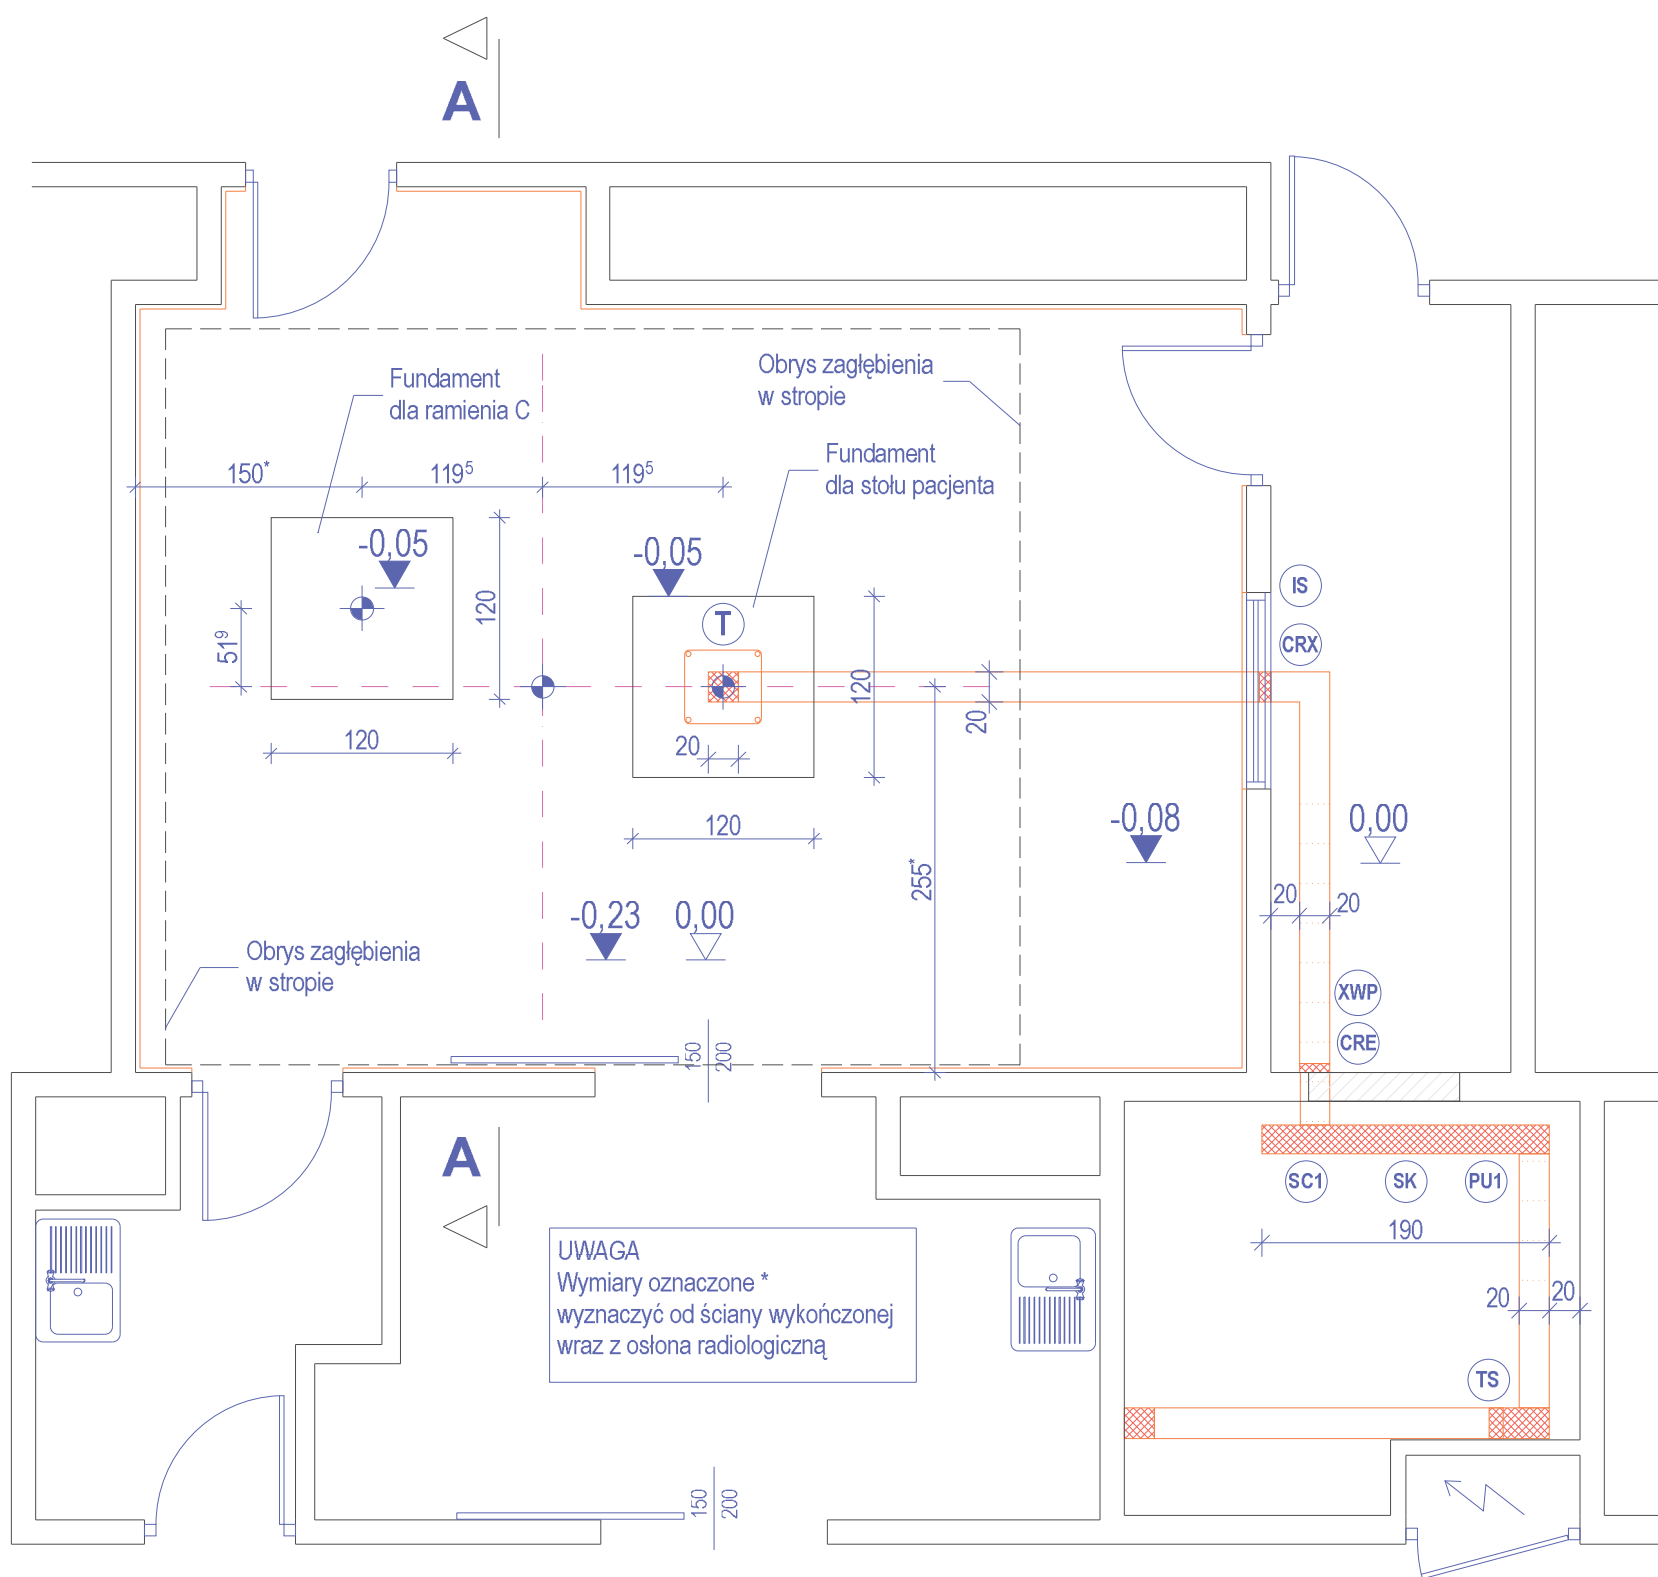 A
Obrys zagłębienia
w stropie
Fundament
dla ramienia C
Fundament
dla stołu pacjenta
150*
119⁵
119⁵
-0,05
-0,05
IS
T
CRX
120
51⁹
120
20
20
120
120
-0,08
0,00
255*
20
20
-0,23
0,00
Obrys zagłębienia
w stropie
XWP
CRE
150
200
A
SC1
SK
PU1
190
UWAGA
Wymiary oznaczone *
wyznaczyć od ściany wykończonej
wraz z osłona radiologiczną
20
20
TS
150
200